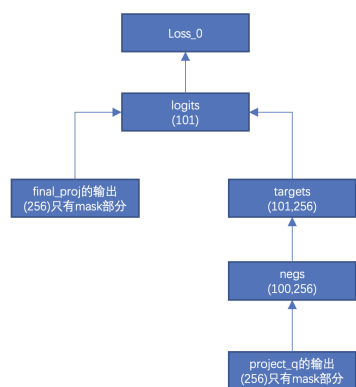 Loss_0
logits
(101)
final_proj的输出
(256)只有mask部分
targets
(101,256)
negs
(100,256)
project_q的输出
(256)只有mask部分